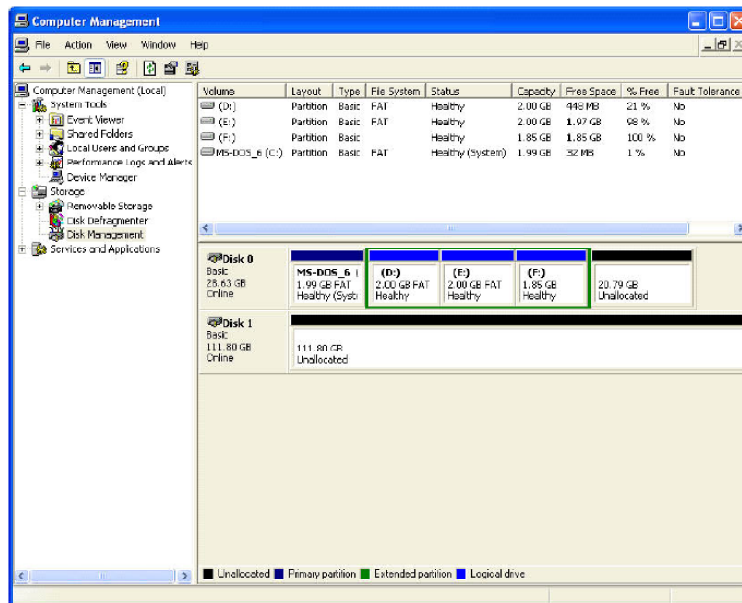 Computer Management
File Action View Window Help
Computer Management (Local)
System Tools
Event Viewer
Shared Folders
Local Users and Groups
Performance Logs and Alerts
Device Manager
Storage
Removable Storage
Disk Defragmenter
Disk Management
Services and Applications
Volume Layout Type File System Status Capacity Free Space % Free Fault Tolerance
(D:) Partition Basic FAT Healthy 2.00 GB 448 MB 21 % No
(E:) Partition Basic FAT Healthy 2.00 GB 1.97 GB 98 % No
(F:) Partition Basic Healthy 1.85 GB 1.85 GB 100 % No
MS-DOS_6 (C:) Partition Basic FAT Healthy (System) 1.99 GB 32 MB 1 % No
Disk 0
Basic
28.63 GB
Online
MS-DOS_6 (
1.99 GB FAT
Healthy (Syst
(D:)
2.00 GB FAT
Healthy
(E:)
2.00 GB FAT
Healthy
(F:)
1.85 GB
Healthy
20.79 GB
Unallocated
Disk 1
Basic
111.80 GB
Online
111.80 GB
Unallocated
Unallocated Primary partition Extended partition Logical drive